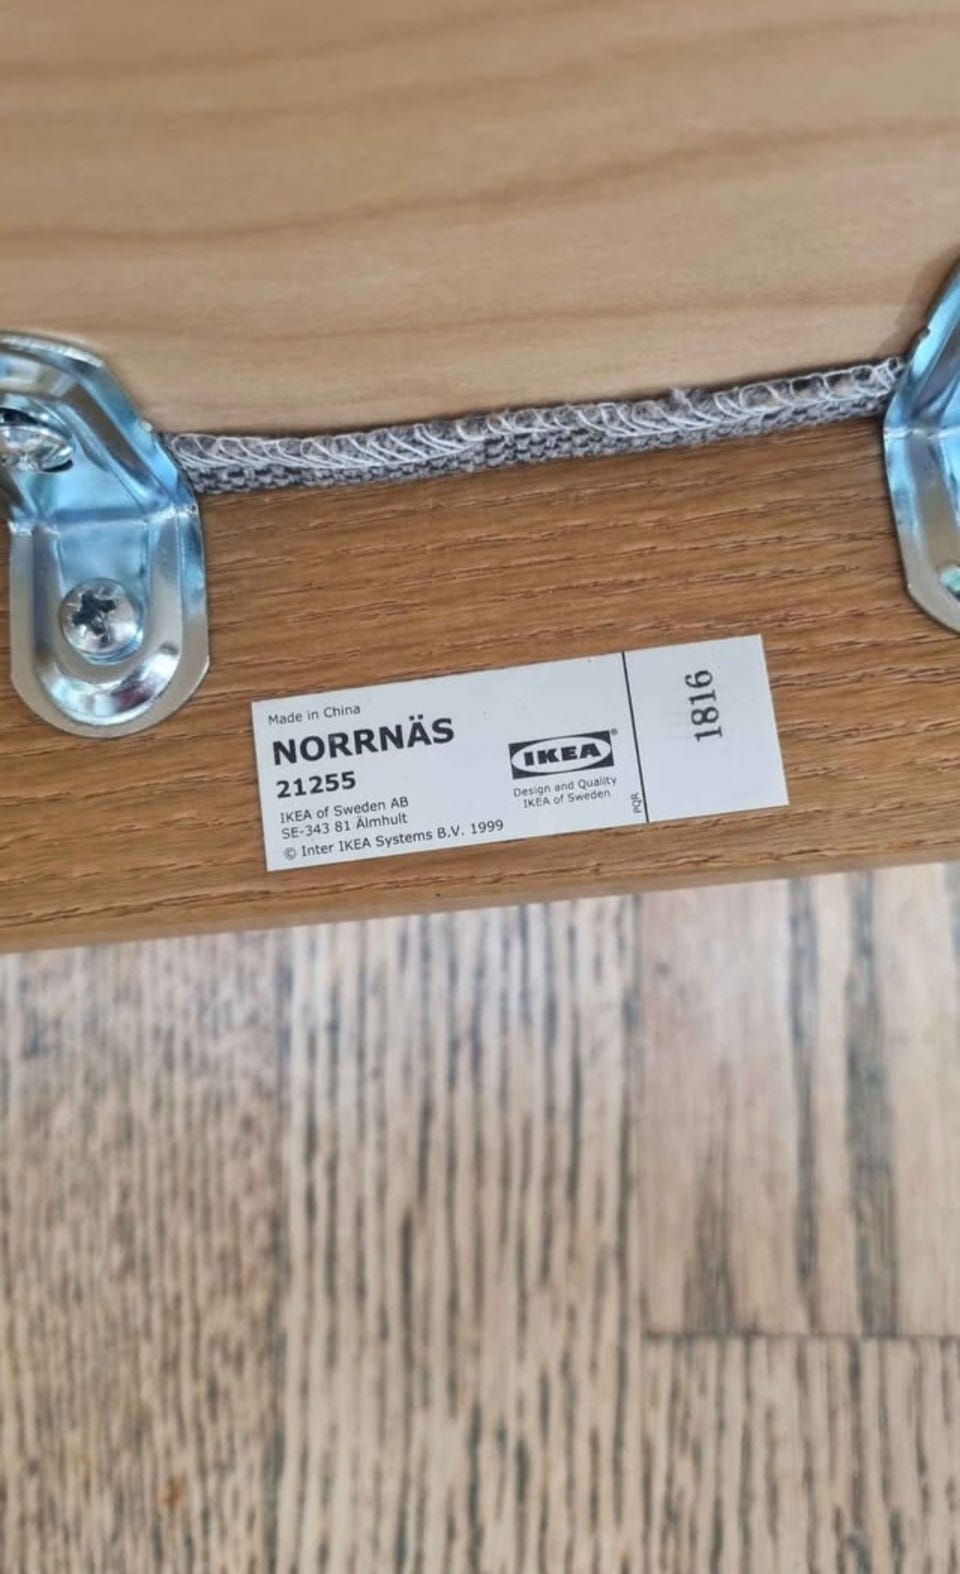 Made in China
NORRNÄS
21255
IKEA of Sweden AB
SE-343 81 Älmhult
© Inter IKEA Systems B.V. 1999
IKEA®
Design and Quality
IKEA of Sweden
PQR
1816